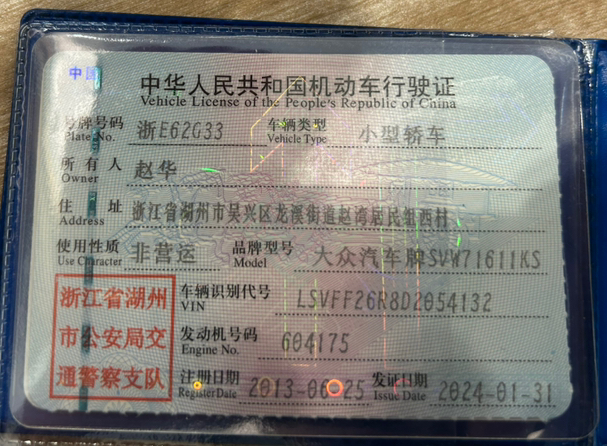 中国
中华人民共和国机动车行驶证
Vehicle License of the People's Republic of China
号牌号码 浙E62G33 车辆类型 小型轿车
Plate No. Vehicle Type
所有人 赵华
Owner
住址 浙江省湖州市吴兴区龙溪街道赵湾居民组西村
Address
使用性质 非营运 品牌型号 大众汽车牌SVW71611KS
Use Character Model
浙江省湖州 车辆识别代号 LSVFF26R8D2054132
VIN
市公安局交 发动机号码 604175
Engine No.
通警察支队 注册日期 2013-06-25 发证日期 2024-01-31
Register Date Issue Date